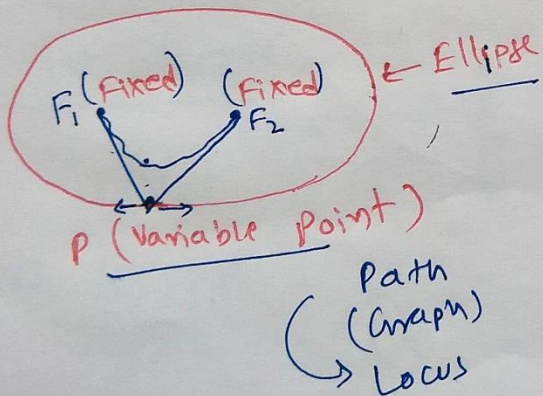 ← Ellipse
F₁ (Fixed) (Fixed) F₂
P (Variable Point)
Path
(Graph)
Locus